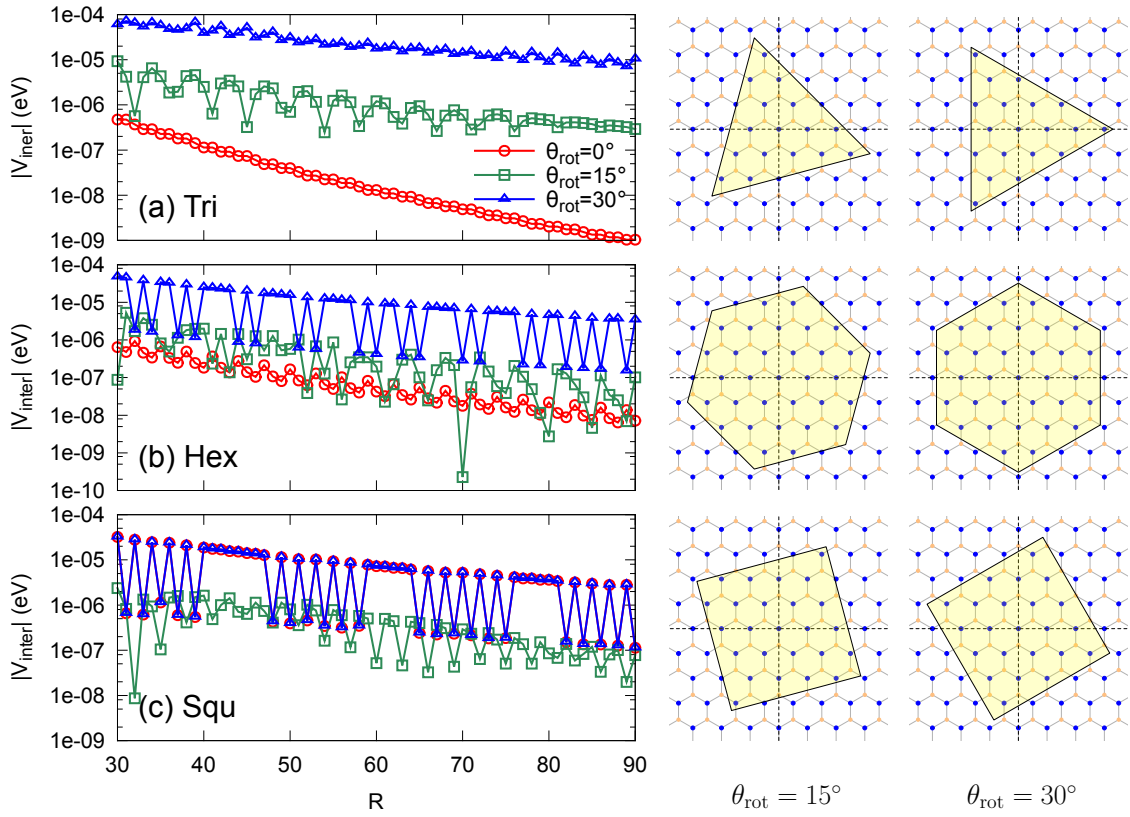 1e-04
1e-05
1e-06
1e-07
1e-08
1e-09
|V_iner| (eV)
θ_rot=0°
θ_rot=15°
θ_rot=30°
(a) Tri
1e-04
1e-05
1e-06
1e-07
1e-08
1e-09
1e-10
|V_inter| (eV)
(b) Hex
1e-04
1e-05
1e-06
1e-07
1e-08
1e-09
|V_inter| (eV)
(c) Squ
30 40 50 60 70 80 90
R
θ_rot = 15° θ_rot = 30°